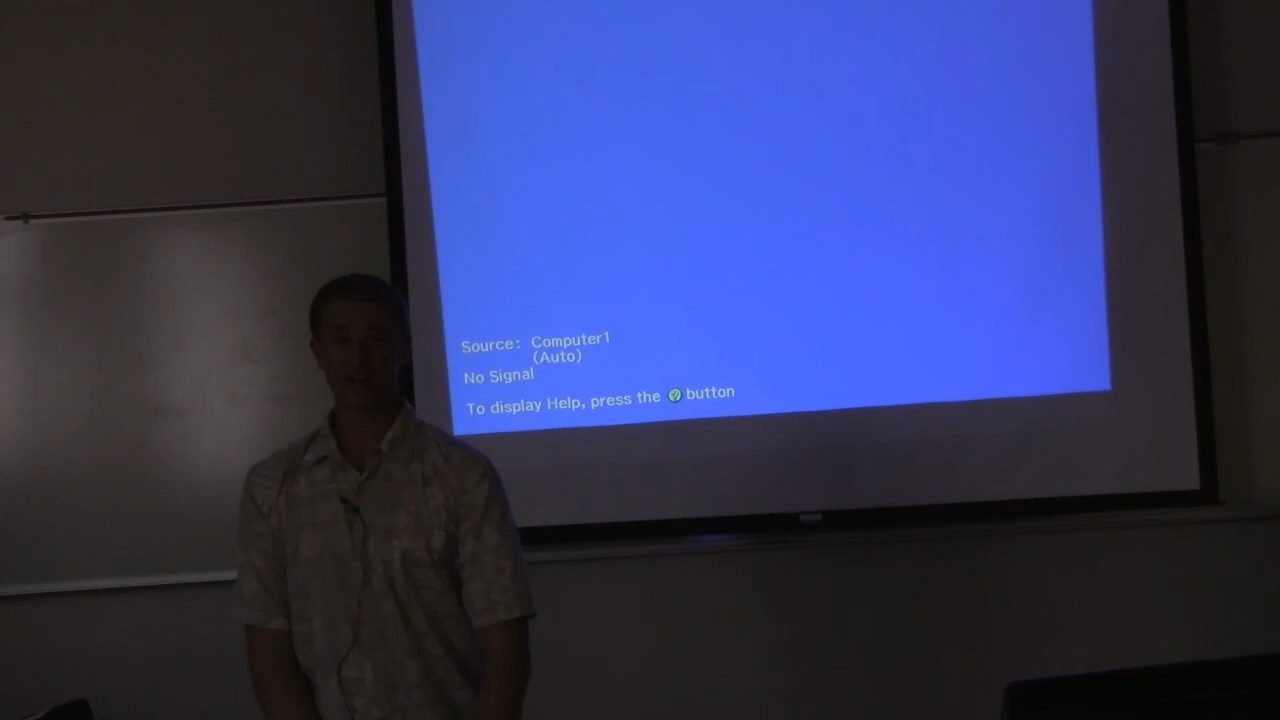 Source: Computer1
(Auto)
No Signal
To display Help, press the ? button